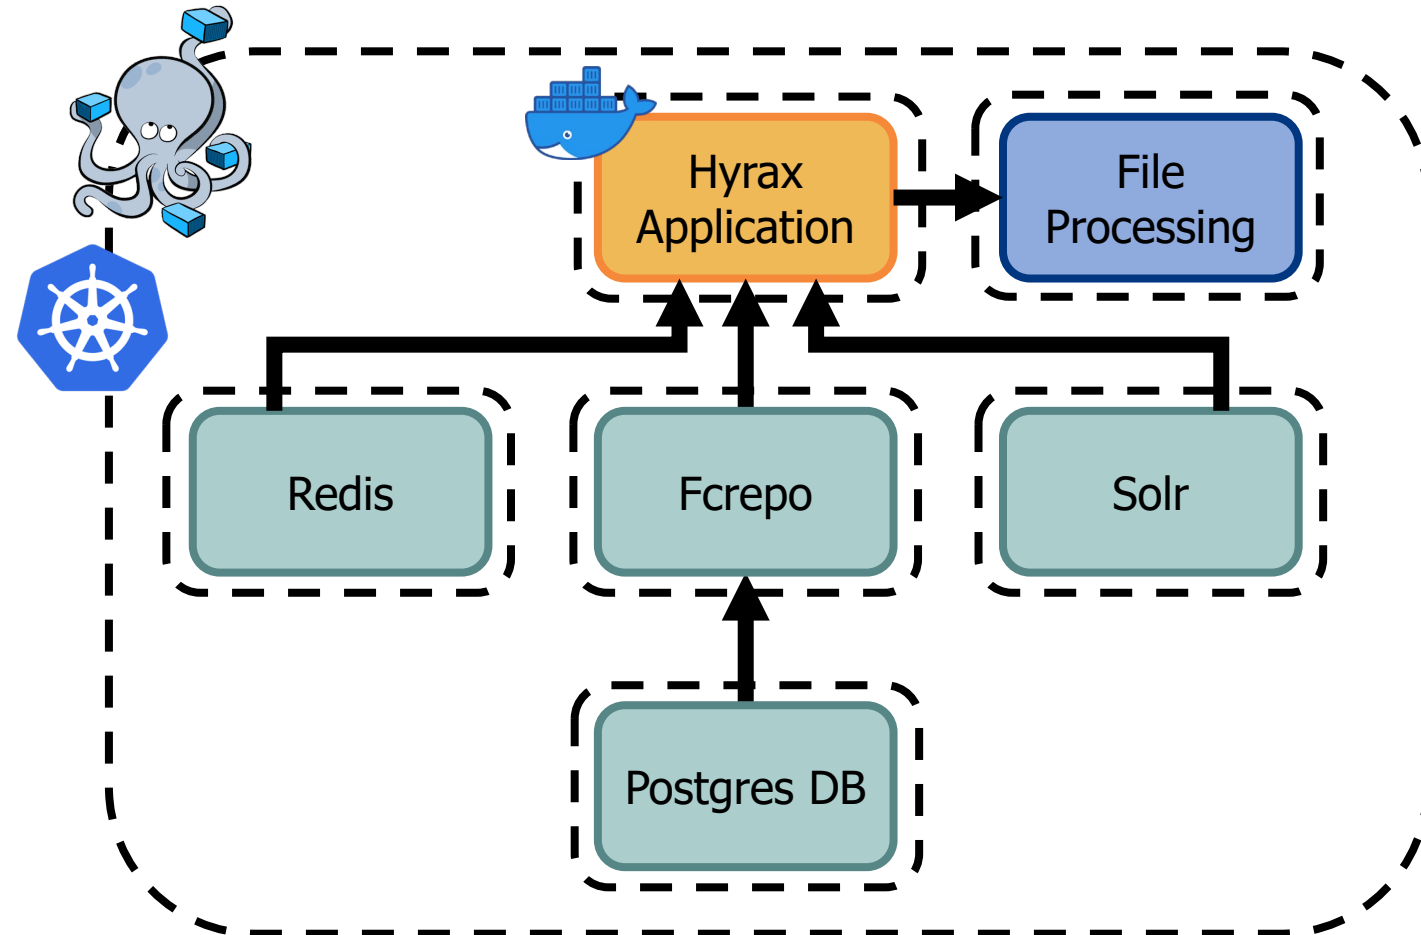 Hyrax
Application
File
Processing
Redis
Fcrepo
Solr
Postgres DB